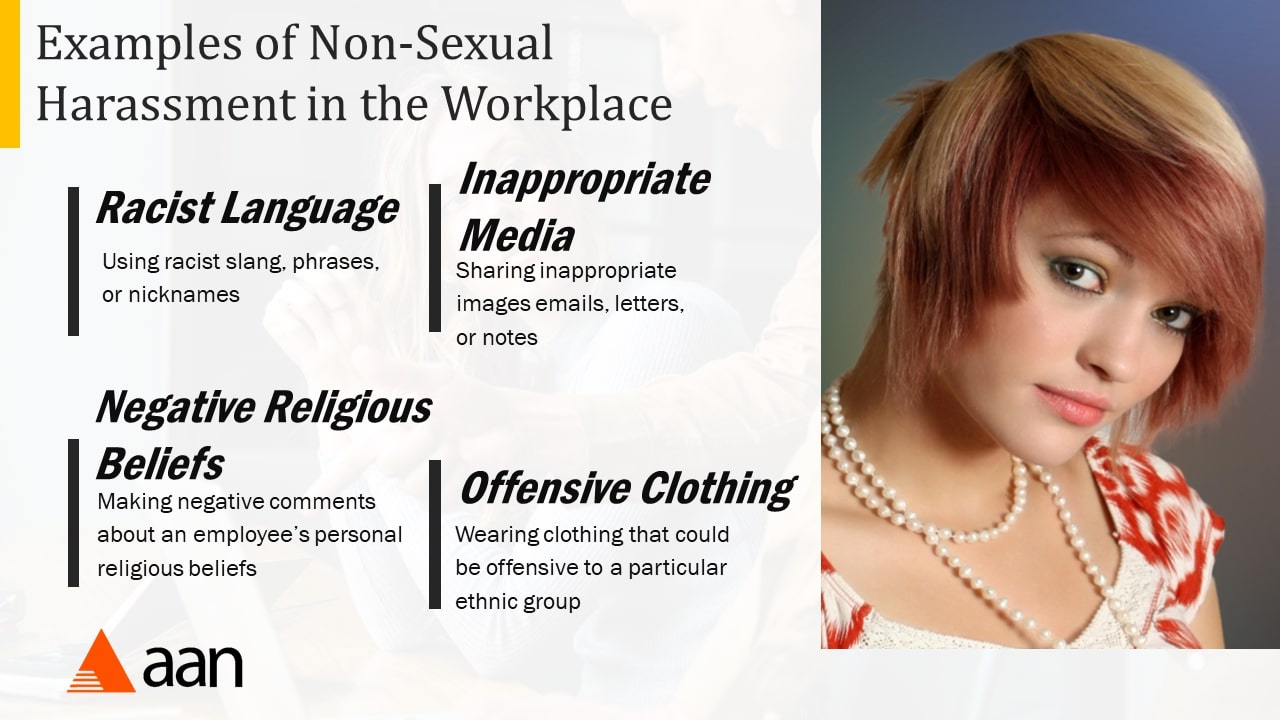 Examples of Non-Sexual
Harassment in the Workplace
Racist Language
Using racist slang, phrases,
or nicknames
Inappropriate
Media
Sharing inappropriate
images emails, letters,
or notes
Negative Religious
Beliefs
Making negative comments
about an employee’s personal
religious beliefs
Offensive Clothing
Wearing clothing that could
be offensive to a particular
ethnic group
aan